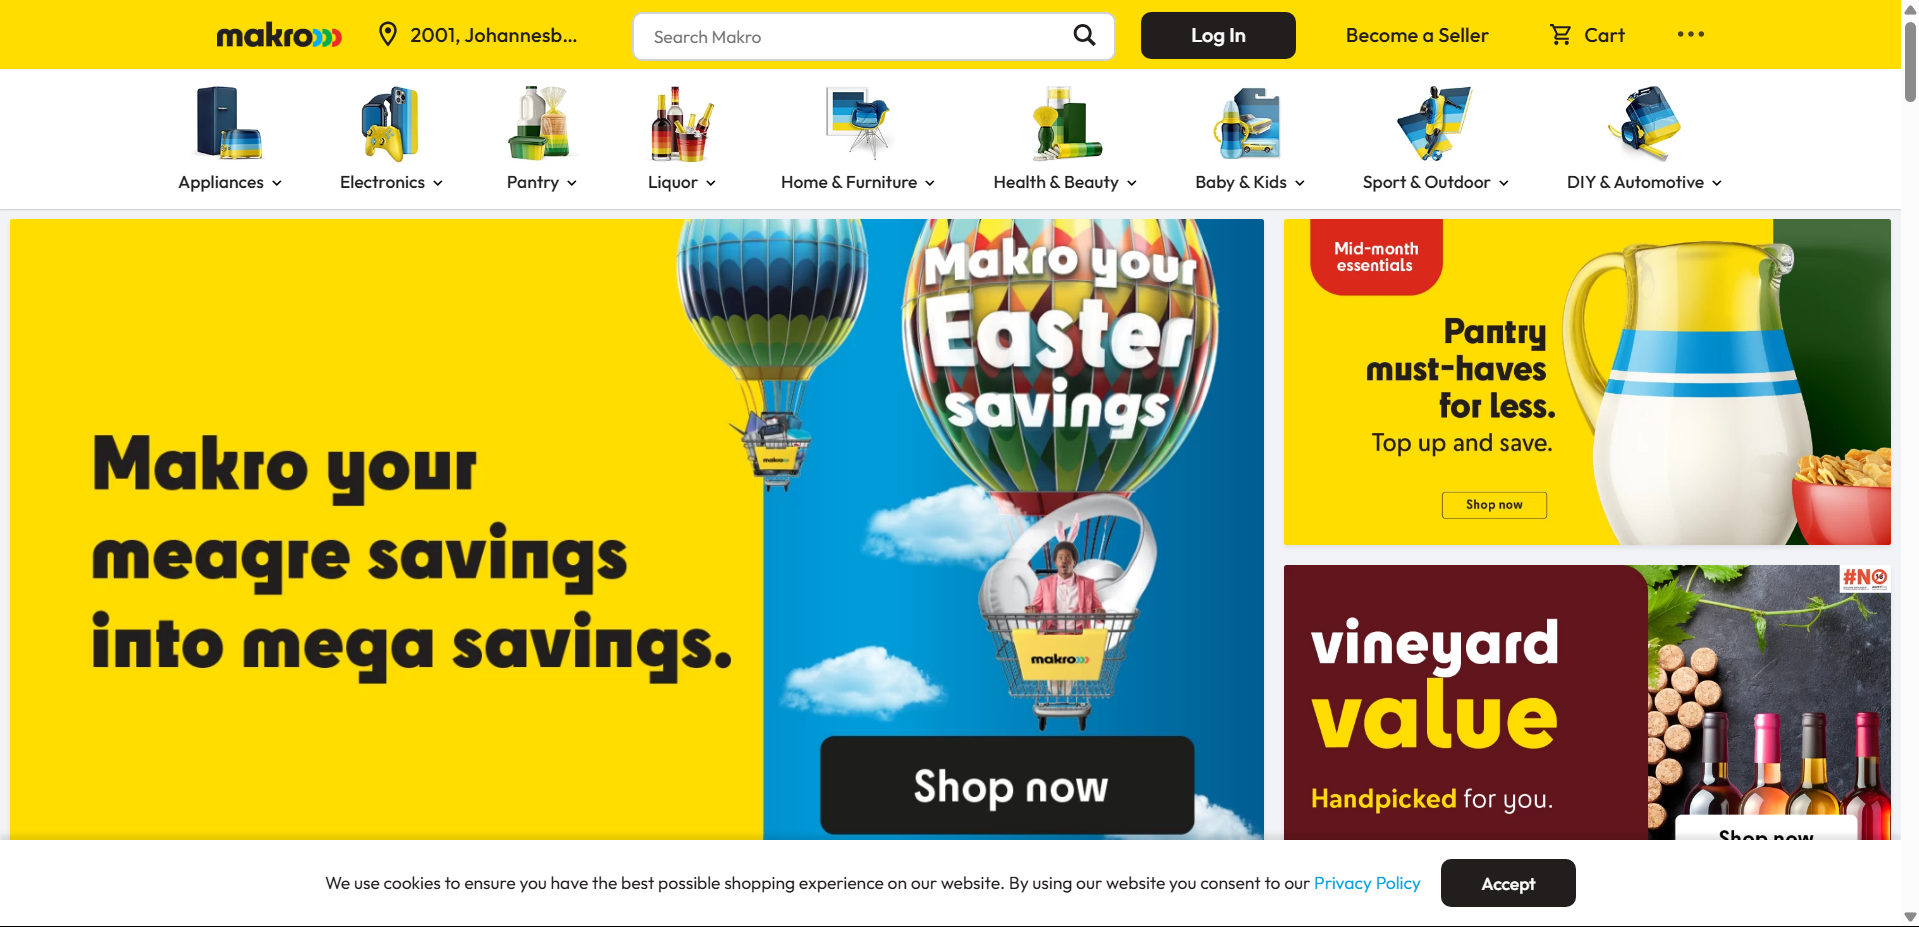 makro
2001, Johannesb...
Search Makro
Log In
Become a Seller
Cart
Appliances
Electronics
Pantry
Liquor
Home & Furniture
Health & Beauty
Baby & Kids
Sport & Outdoor
DIY & Automotive
Makro your
meagre savings
into mega savings.
Makro your
Easter
savings
makro
makro
Shop now
Mid-month
essentials
Pantry
must-haves
for less.
Top up and save.
Shop now
#NO
18
vineyard
value
Handpicked for you.
Shop now
We use cookies to ensure you have the best possible shopping experience on our website. By using our website you consent to our Privacy Policy
Accept